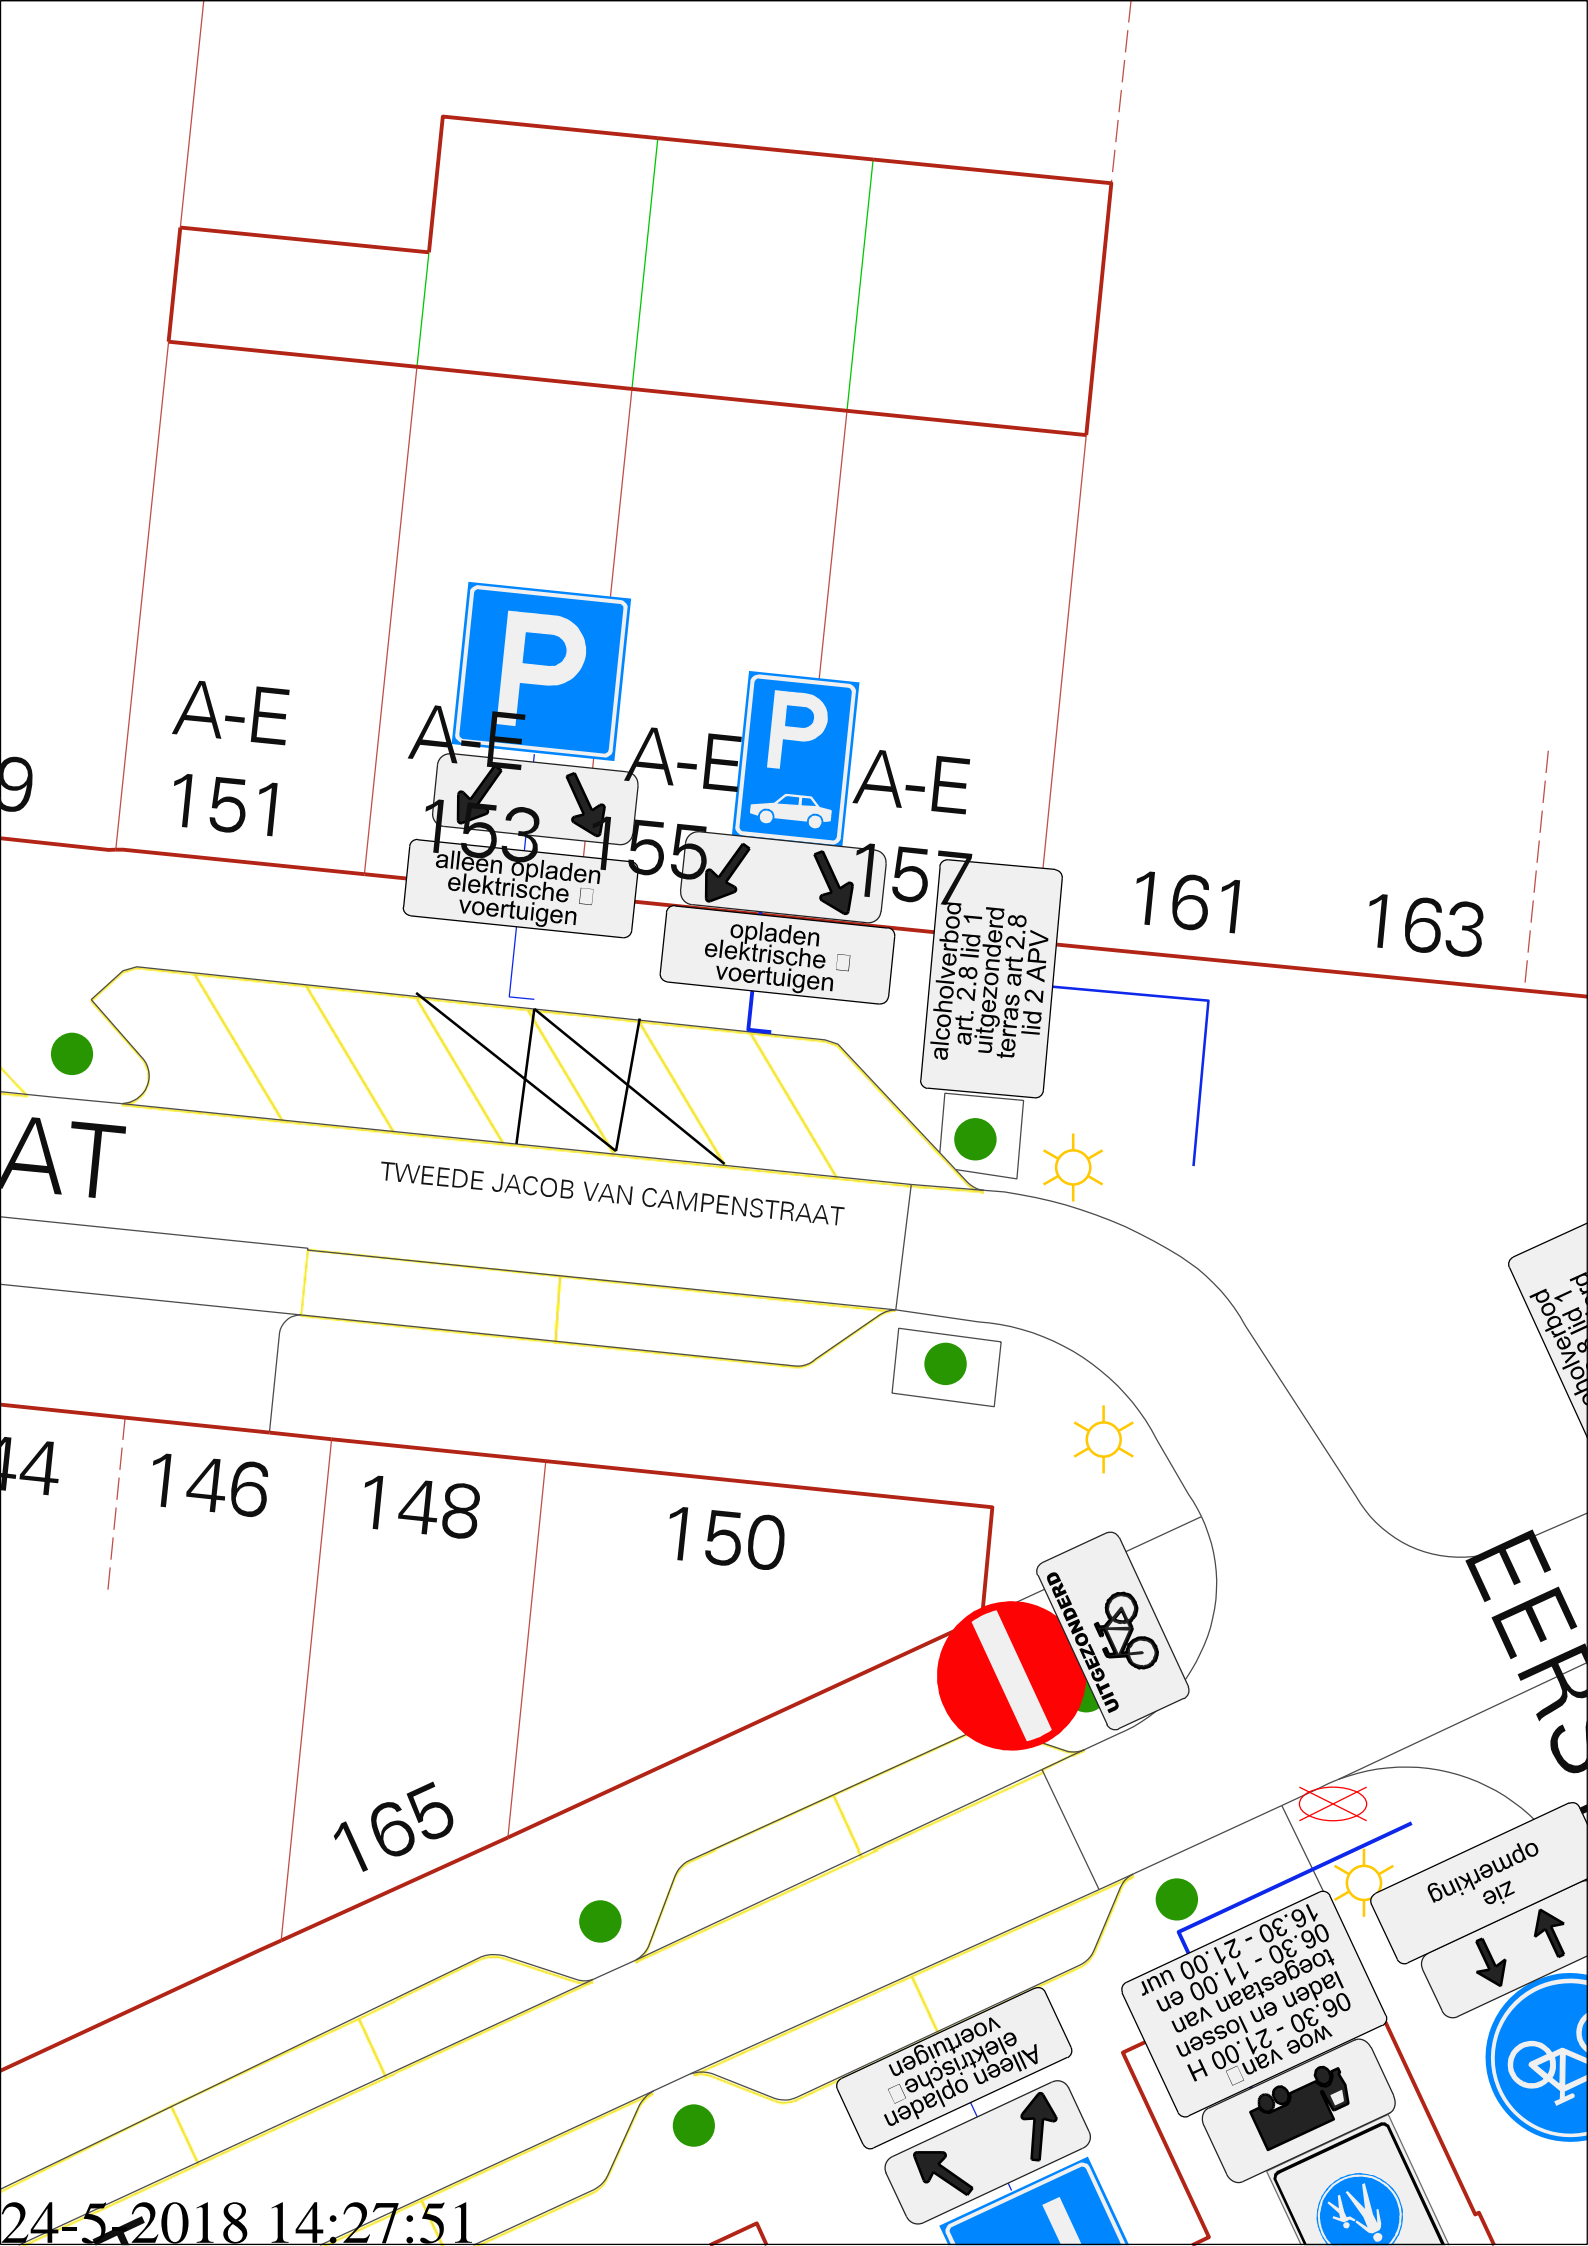 P
A-E
A-E
A-E
A-E
P
9
151
153
155
157
161
163
alleen opladen
elektrische
voertuigen
opladen
elektrische
voertuigen
alcoholverbod
art. 2.8 lid 1
uitgezonderd
terras art 2.8
lid 2 APV
AT
TWEEDE JACOB VAN CAMPENSTRAAT
44
146
148
150
165
UITGEZONDERD
EERS
zie
opmerking
woe van
06.30 - 21.00 H
laden en lossen
toegestaan van
06.30 - 11.00 en
16.30 - 21.00 uur
Alleen opladen
elektrische
voertuigen
24-5-2018 14:27:51